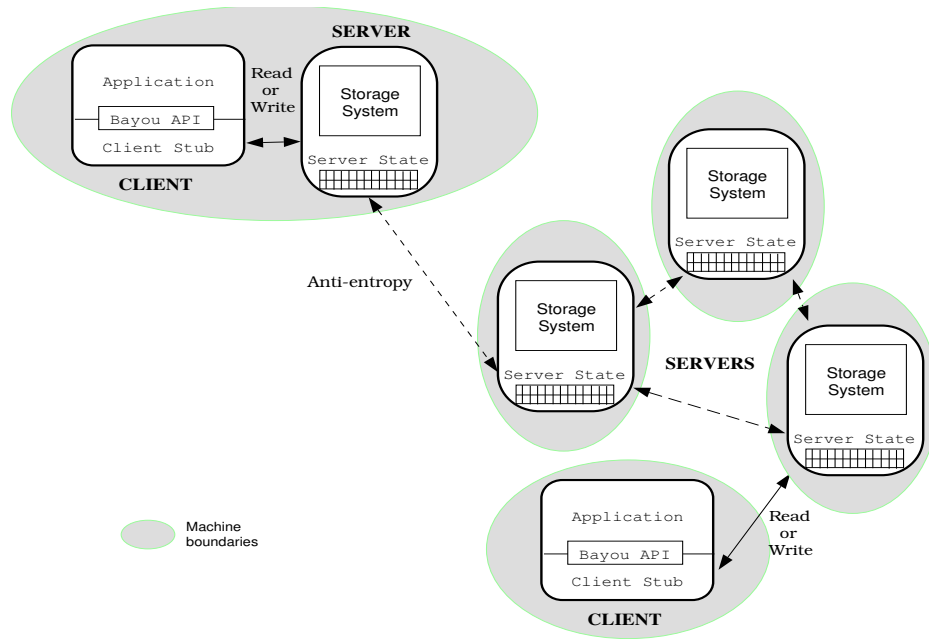 SERVER
Application
Bayou API
Client Stub
CLIENT
Read
or
Write
Storage
System
Server State
Anti-entropy
Storage
System
Server State
Storage
System
Server State
SERVERS
Storage
System
Server State
Machine
boundaries
Application
Bayou API
Client Stub
CLIENT
Read
or
Write